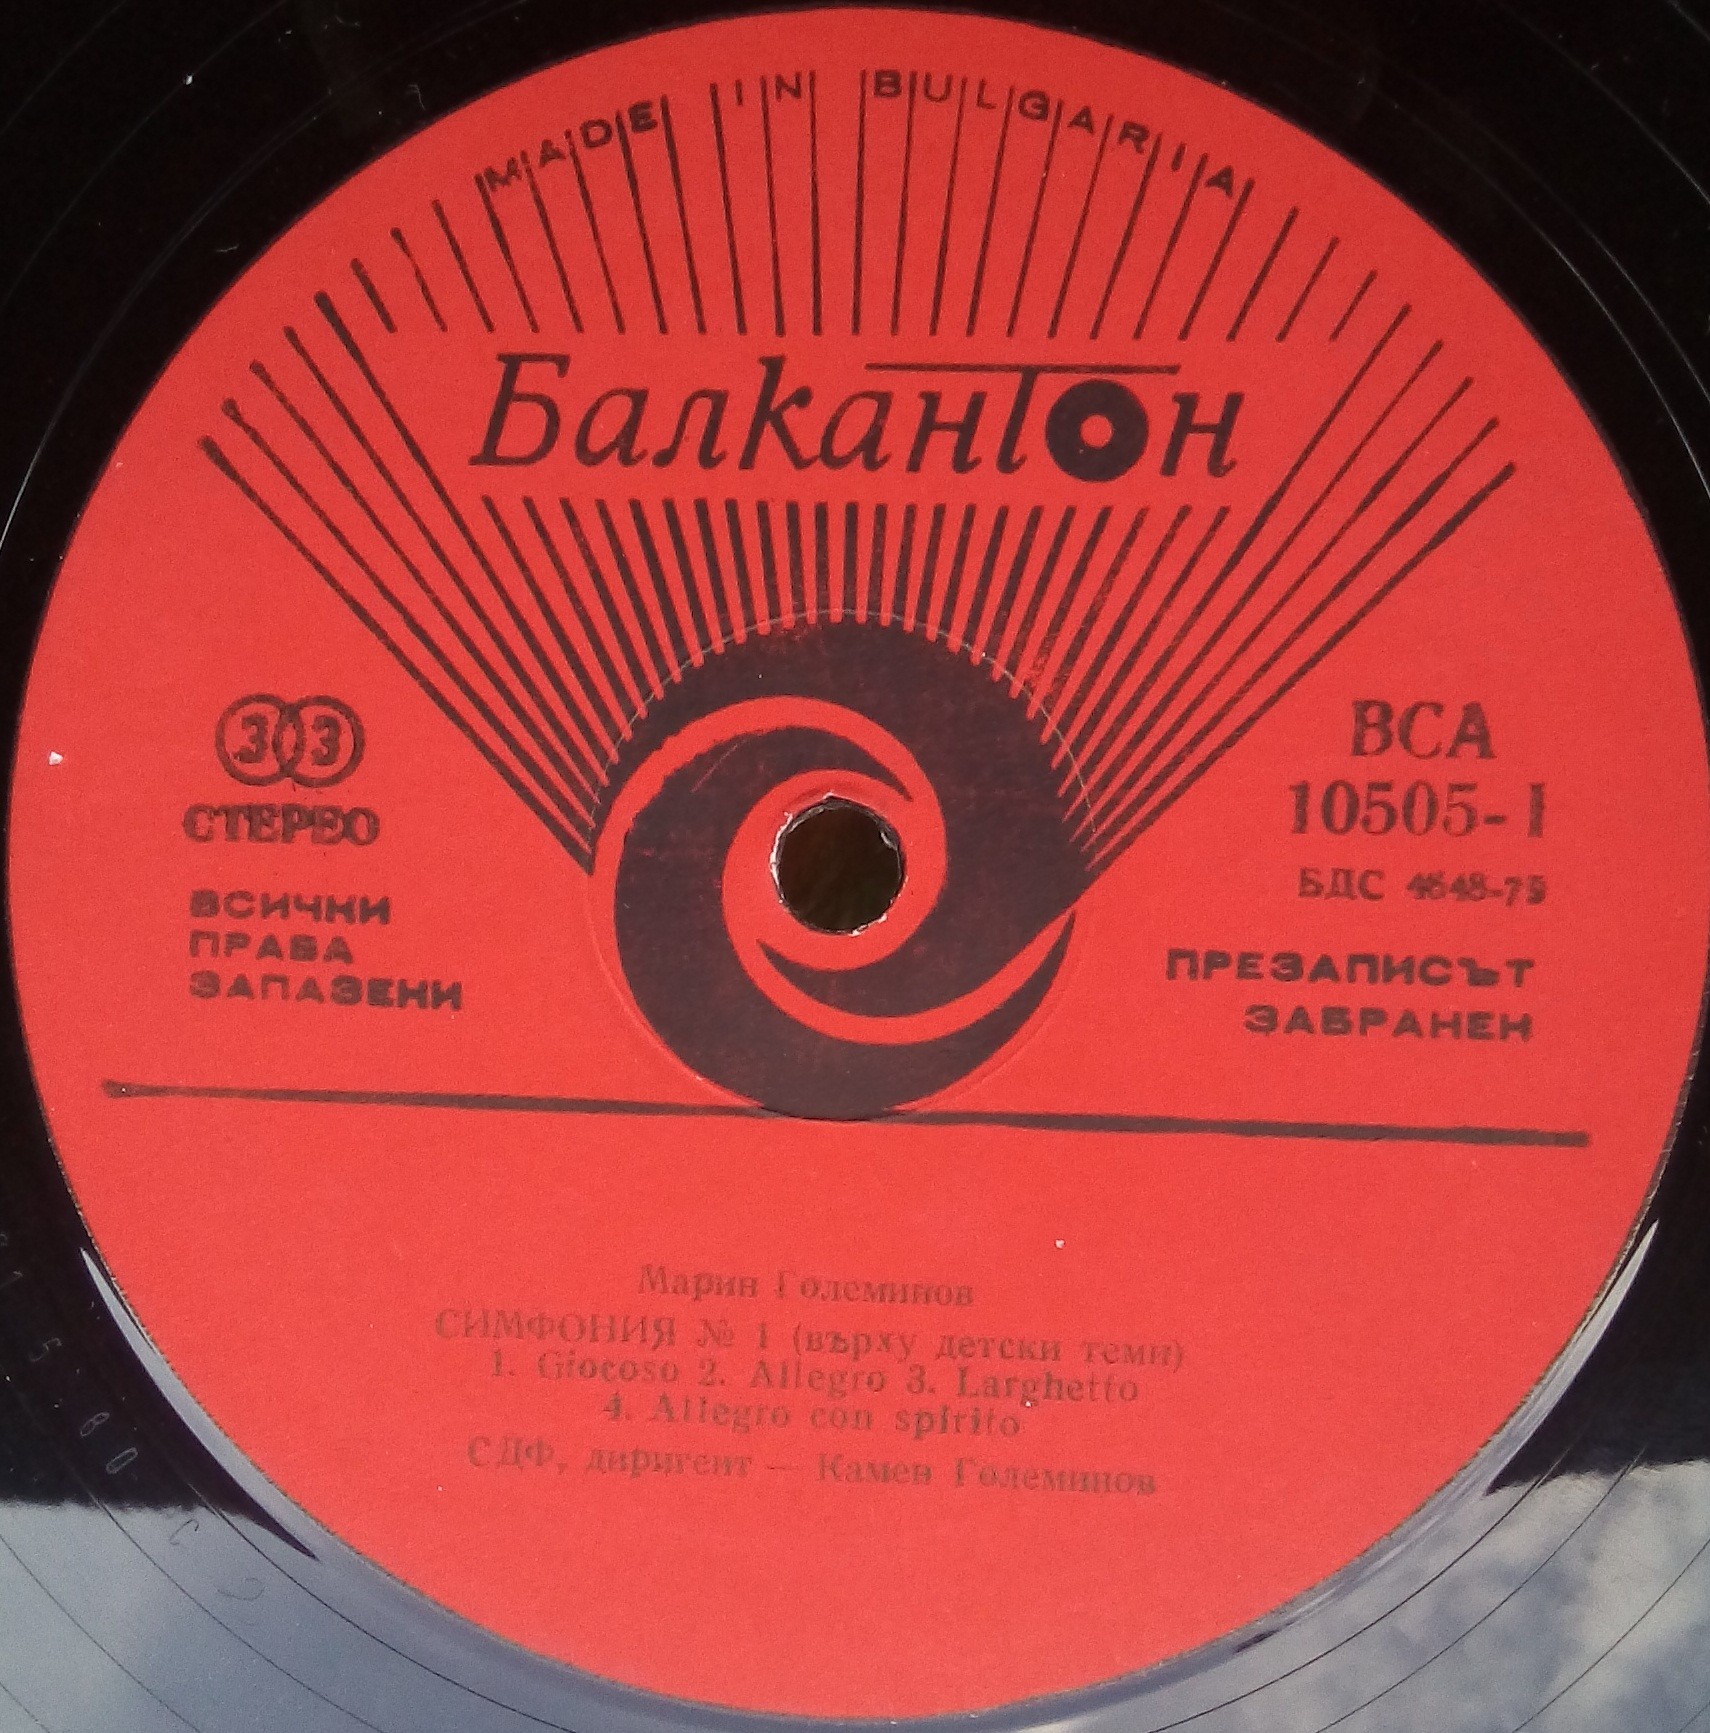 MADE IN BULGARIA
Балкантон
33
СТЕРЕО
ВСИЧКИ
ПРАВА
ЗАПАЗЕНИ
ВСА
10505-I
БДС 4648-75
ПРЕЗАПИСЪТ
ЗАБРАНЕН
Марин Големинов
СИМФОНИЯ № 1 (върху детски теми)
1. Giocoso 2. Allegro 3. Larghetto
4. Allegro con spirito
СДФ, диригент — Камен Големинов